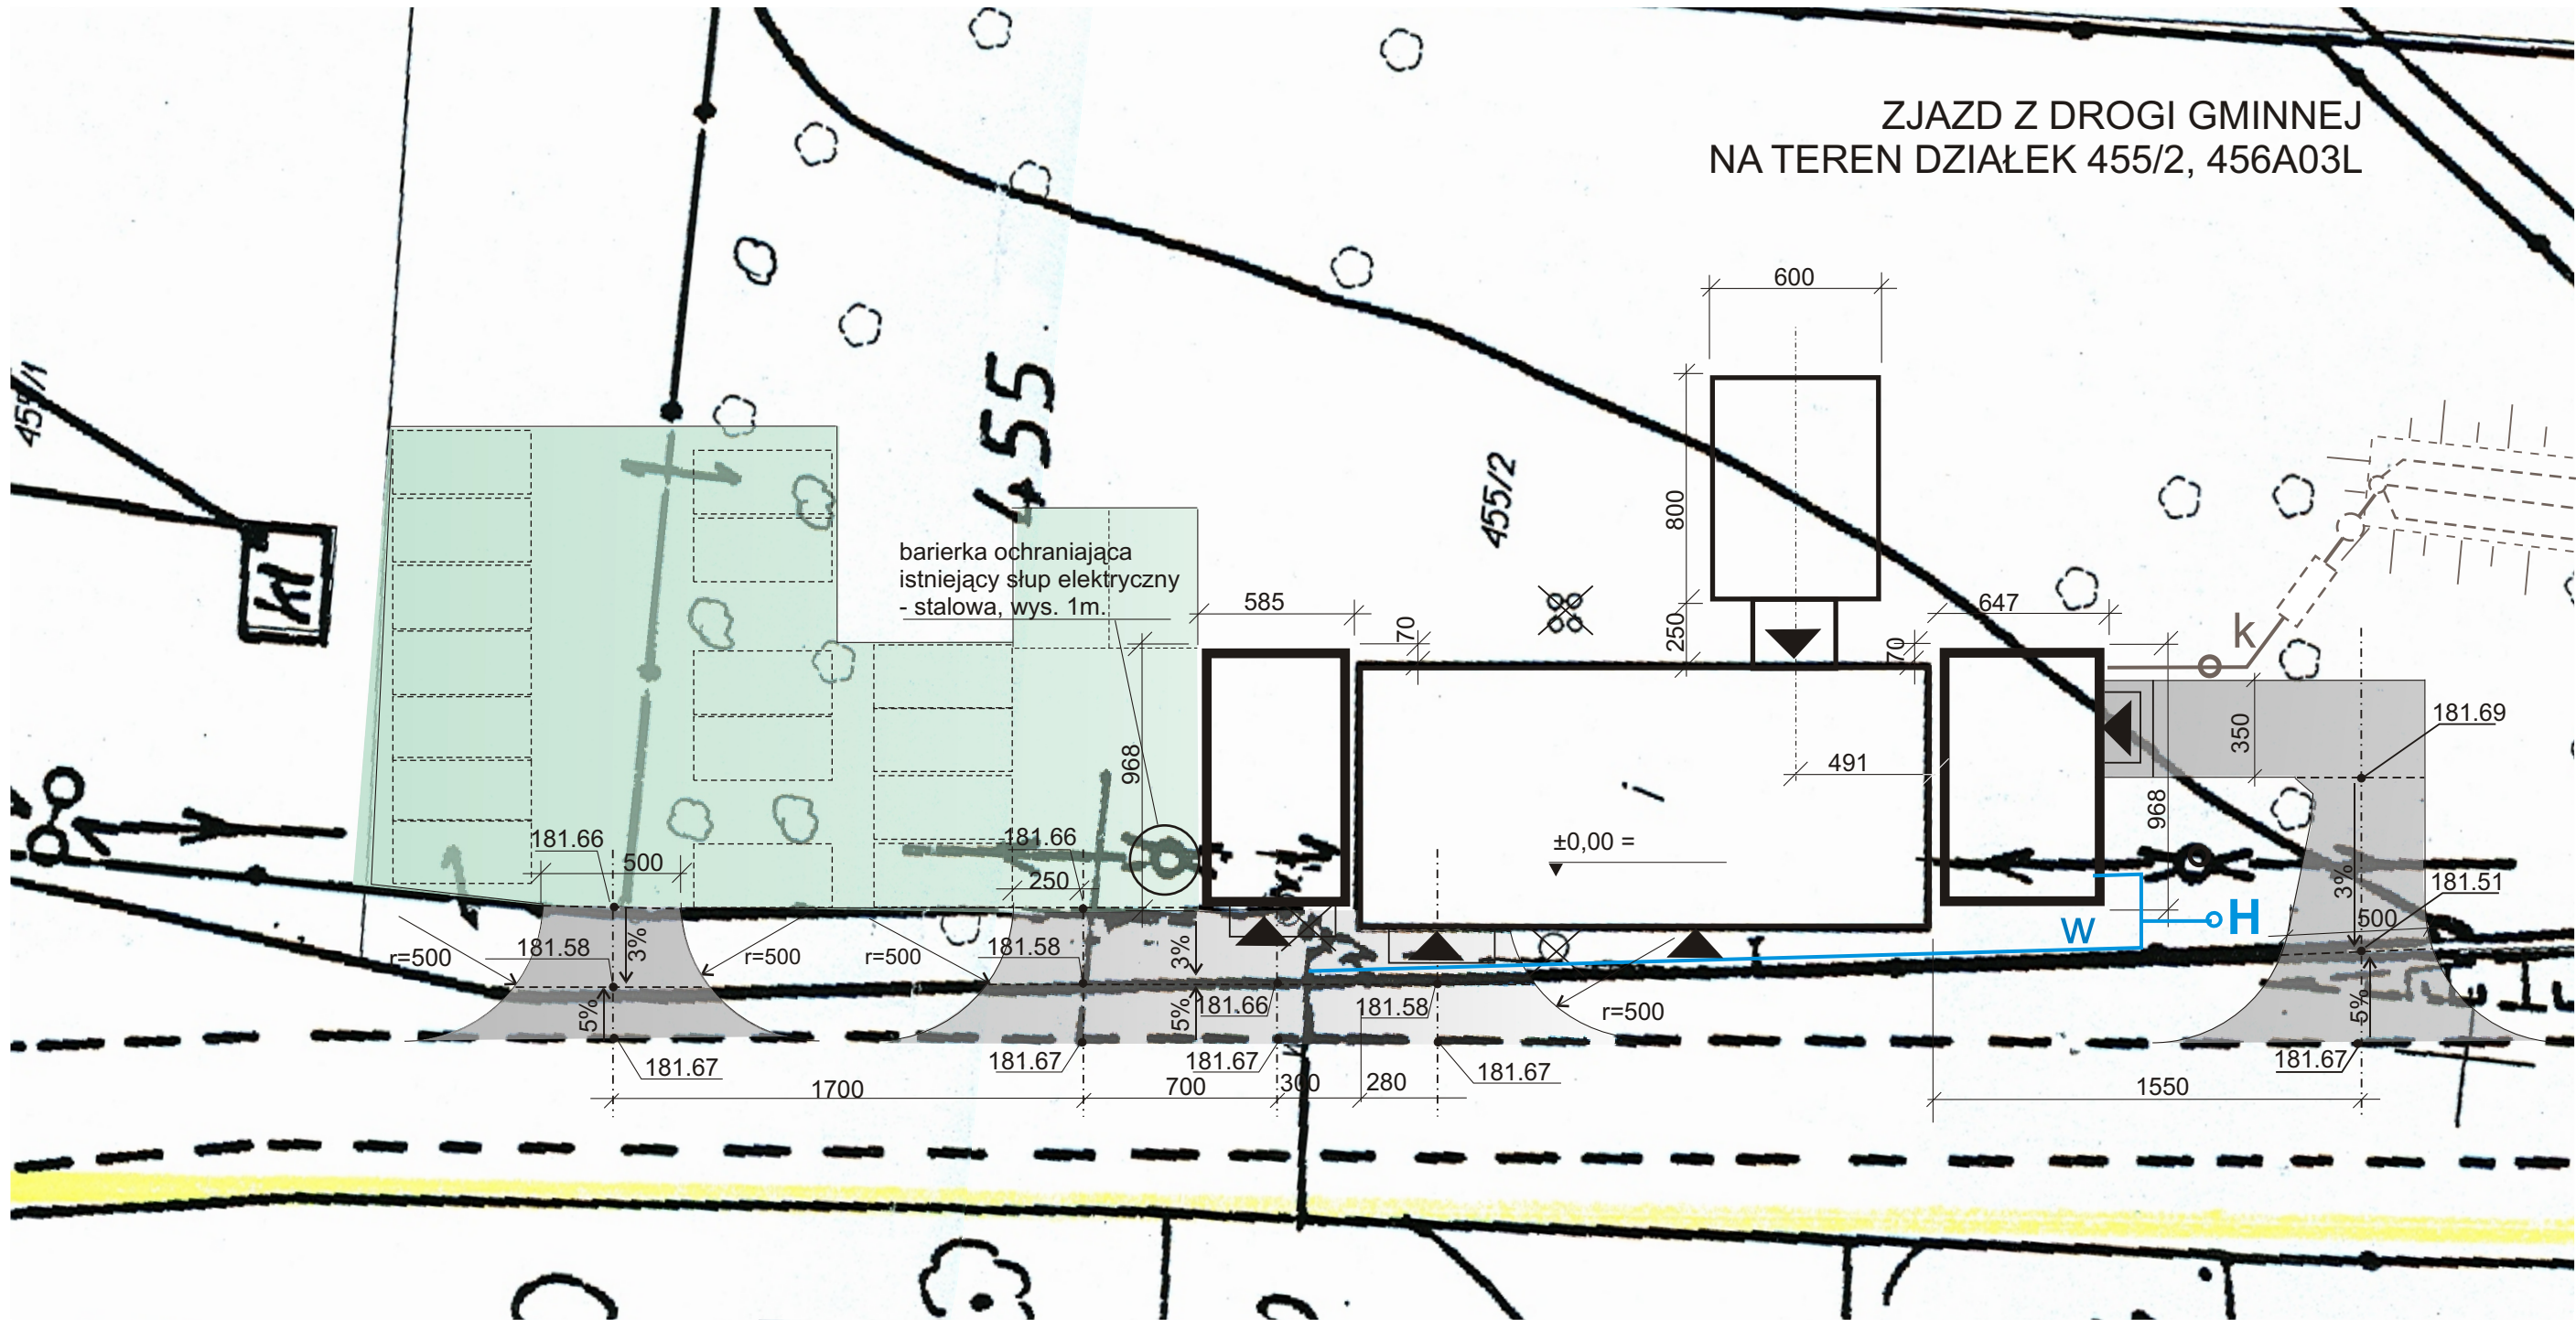 ZJAZD Z DROGI GMINNEJ
NA TEREN DZIAŁEK 455/2, 456A03L
600
455
455/2
800
250
barierka ochraniająca
istniejący słup elektryczny
- stalowa, wys. 1m.
585
70
70
647
k
K
968
491
350
181.69
968
±0,00 =
i
181.66
500
181.66
250
3%
181.51
500
W
H
r=500
181.58
3%
r=500
r=500
181.58
3%
5%
5%
181.66
181.58
r=500
5%
181.67
181.67
181.67
181.67
181.67
1700
700
300
280
1550